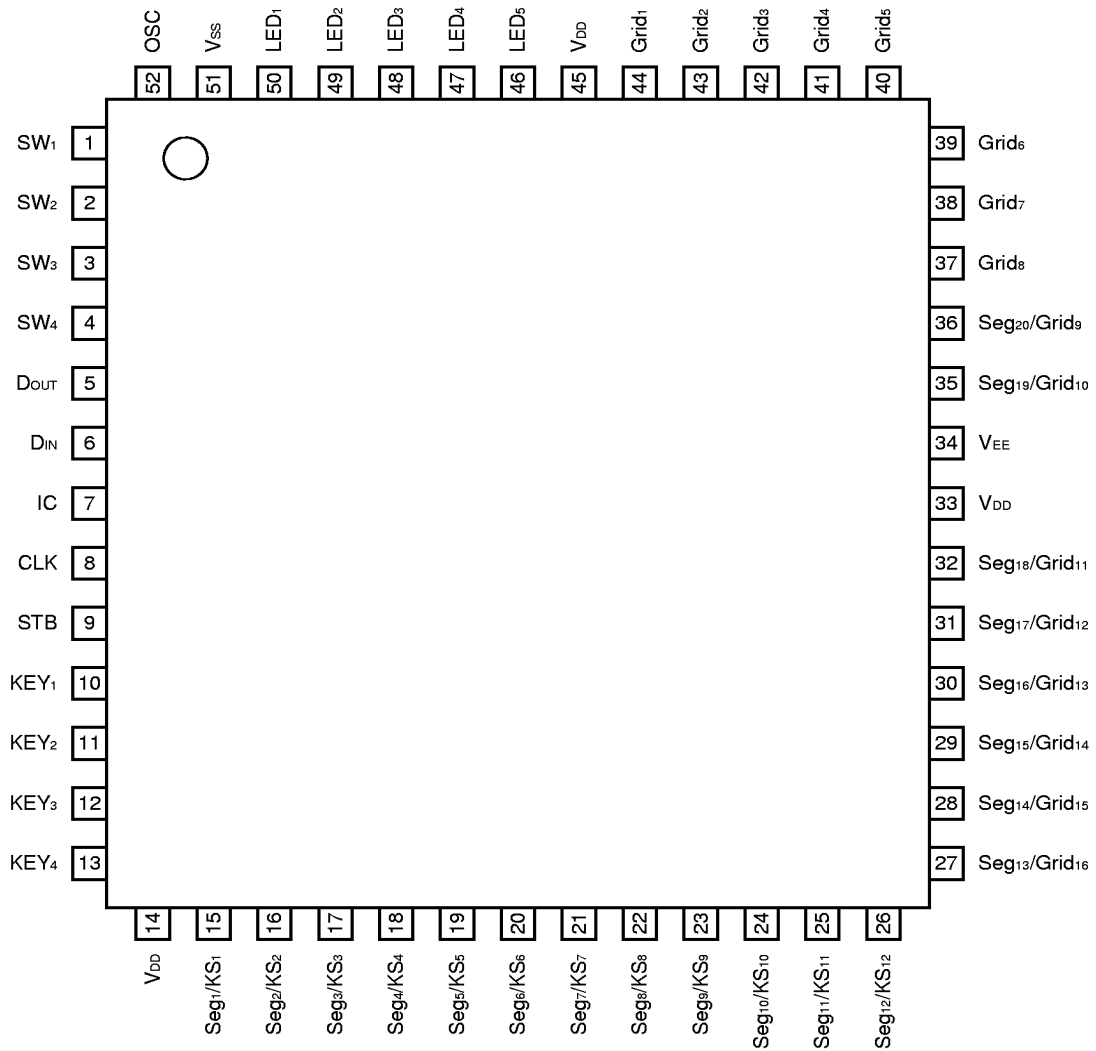 OSC
VSS
LED1
LED2
LED3
LED4
LED5
VDD
Grid1
Grid2
Grid3
Grid4
Grid5
52
51
50
49
48
47
46
45
44
43
42
41
40
SW1 1
SW2 2
SW3 3
SW4 4
DOUT 5
DIN 6
IC 7
CLK 8
STB 9
KEY1 10
KEY2 11
KEY3 12
KEY4 13
39 Grid6
38 Grid7
37 Grid8
36 Seg20/Grid9
35 Seg19/Grid10
34 VEE
33 VDD
32 Seg18/Grid11
31 Seg17/Grid12
30 Seg16/Grid13
29 Seg15/Grid14
28 Seg14/Grid15
27 Seg13/Grid16
14
15
16
17
18
19
20
21
22
23
24
25
26
VDD
Seg1/KS1
Seg2/KS2
Seg3/KS3
Seg4/KS4
Seg5/KS5
Seg6/KS6
Seg7/KS7
Seg8/KS8
Seg9/KS9
Seg10/KS10
Seg11/KS11
Seg12/KS12